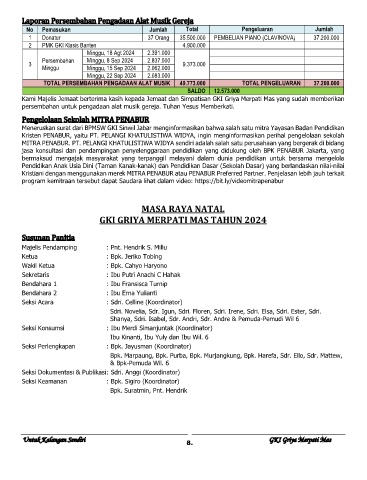 Laporan Persembahan Pengadaan Alat Musik Gereja
No Pemasukan Jumlah Total Pengeluaran Jumlah
1 Donatur 37 Orang 35.500.000 PEMBELIAN PIANO (CLAVINOVA) 37.200.000
2 PMK GKI Klasis Banten 4.900.000
3 Persembahan Minggu 9.373.000
Minggu, 18 Agt 2024 2.391.000
Minggu, 8 Sep 2024 2.837.000
Minggu, 15 Sep 2024 2.062.000
Minggu, 22 Sep 2024 2.083.000
TOTAL PERSEMBAHAN PENGADAAN ALAT MUSIK 49.773.000 TOTAL PENGELUARAN 37.200.000
SALDO 12.573.000
Kami Majelis Jemaat berterima kasih kepada Jemaat dan Simpatisan GKI Griya Merpati Mas yang sudah memberikan
persembahan untuk pengadaan alat musik gereja. Tuhan Yesus Memberkati.
Pengelolaan Sekolah MITRA PENABUR
Meneruskan surat dari BPMSW GKI Sinwil Jabar menginformasikan bahwa salah satu mitra Yayasan Badan Pendidikan
Kristen PENABUR, yaitu PT. PELANGI KHATULISTIWA WIDYA, ingin menginformasikan perihal pengelolaan sekolah
MITRA PENABUR. PT. PELANGI KHATULISTIWA WIDYA sendiri adalah salah satu perusahaan yang bergerak di bidang
jasa konsultasi dan pendampingan penyelenggaraan pendidikan yang didukung oleh BPK PENABUR Jakarta, yang
bermaksud mengajak masyarakat yang terpanggil melayani dalam dunia pendidikan untuk bersama mengelola
Pendidikan Anak Usia Dini (Taman Kanak-kanak) dan Pendidikan Dasar (Sekolah Dasar) yang berlandaskan nilai-nilai
Kristiani dengan menggunakan merek MITRA PENABUR atau PENABUR Preferred Partner. Penjelasan lebih jauh terkait
program kemitraan tersebut dapat Saudara lihat dalam video: https://bit.ly/videomitrapenabur
MASA RAYA NATAL
GKI GRIYA MERPATI MAS TAHUN 2024
Susunan Panitia
Majelis Pendamping : Pnt. Hendrik S. Millu
Ketua : Bpk. Jeriko Tobing
Wakil Ketua : Bpk. Cahyo Haryono
Sekretaris : Ibu Putri Anachi C Hahak
Bendahara 1 : Ibu Fransisca Turnip
Bendahara 2 : Ibu Erna Yulianti
Seksi Acara : Sdri. Celline (Koordinator)
Sdri. Novelia, Sdr. Igun, Sdri. Floren, Sdri. Irene, Sdri. Elsa, Sdri. Ester, Sdri.
Shanya, Sdri. Isabel, Sdr. Andri, Sdr. Andre & Pemuda-Pemudi Wil 6
Seksi Konsumsi : Ibu Merdi Simanjuntak (Koordinator)
Ibu Kinanti, Ibu Yuly dan Ibu Wil. 6
Seksi Perlengkapan : Bpk. Jayusman (Koordinator)
Bpk. Marpaung, Bpk. Purba, Bpk. Murjangkung, Bpk. Harefa, Sdr. Ello, Sdr. Mattew,
& Bpk-Pemuda Wil. 6
Seksi Dokumentasi & Publikasi: Sdri. Anggi (Koordinator)
Seksi Keamanan : Bpk. Sigiro (Koordinator)
Bpk. Suratmin, Pnt. Hendrik
Untuk Kalangan Sendiri 8. GKI Griya Merpati Mas